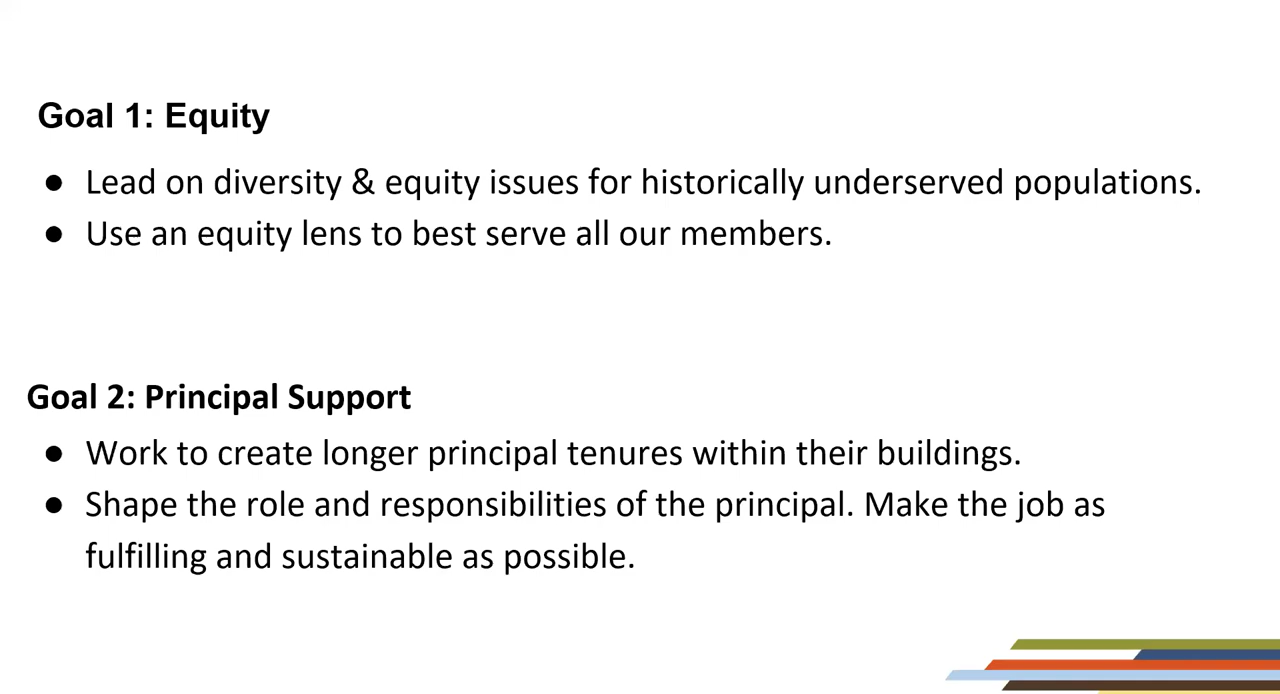 Goal 1: Equity
● Lead on diversity & equity issues for historically underserved populations.
● Use an equity lens to best serve all our members.
Goal 2: Principal Support
● Work to create longer principal tenures within their buildings.
● Shape the role and responsibilities of the principal. Make the job as
fulfilling and sustainable as possible.